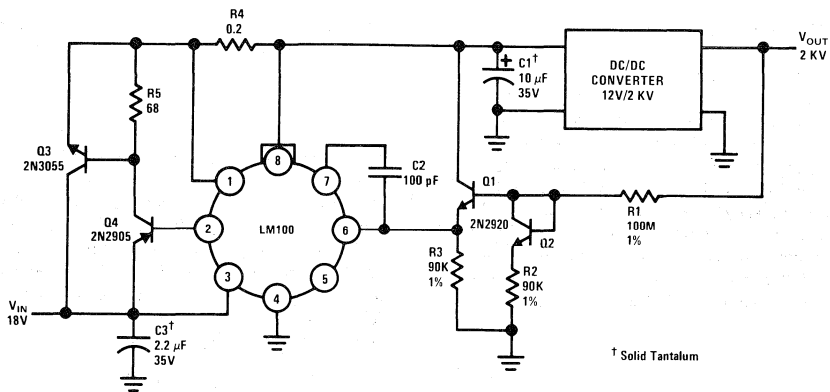 R4
0.2
V_OUT
2 KV
C1†
10 µF
35V
+
DC/DC
CONVERTER
12V/2 KV
R5
68
Q3
2N3055
8
7
1
C2
100 pF
Q1
Q4
2N2905
2
LM100
6
2N2920
Q2
R1
100M
1%
R3
90K
1%
R2
90K
1%
3
5
4
V_IN
18V
C3†
2.2 µF
35V
† Solid Tantalum